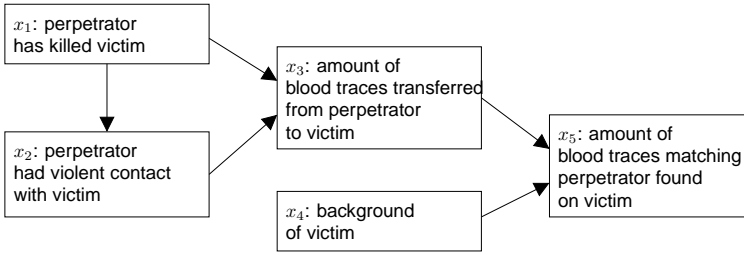 x₁: perpetrator
has killed victim
x₂: perpetrator
had violent contact
with victim
x₃: amount of
blood traces transferred
from perpetrator
to victim
x₄: background
of victim
x₅: amount of
blood traces matching
perpetrator found
on victim